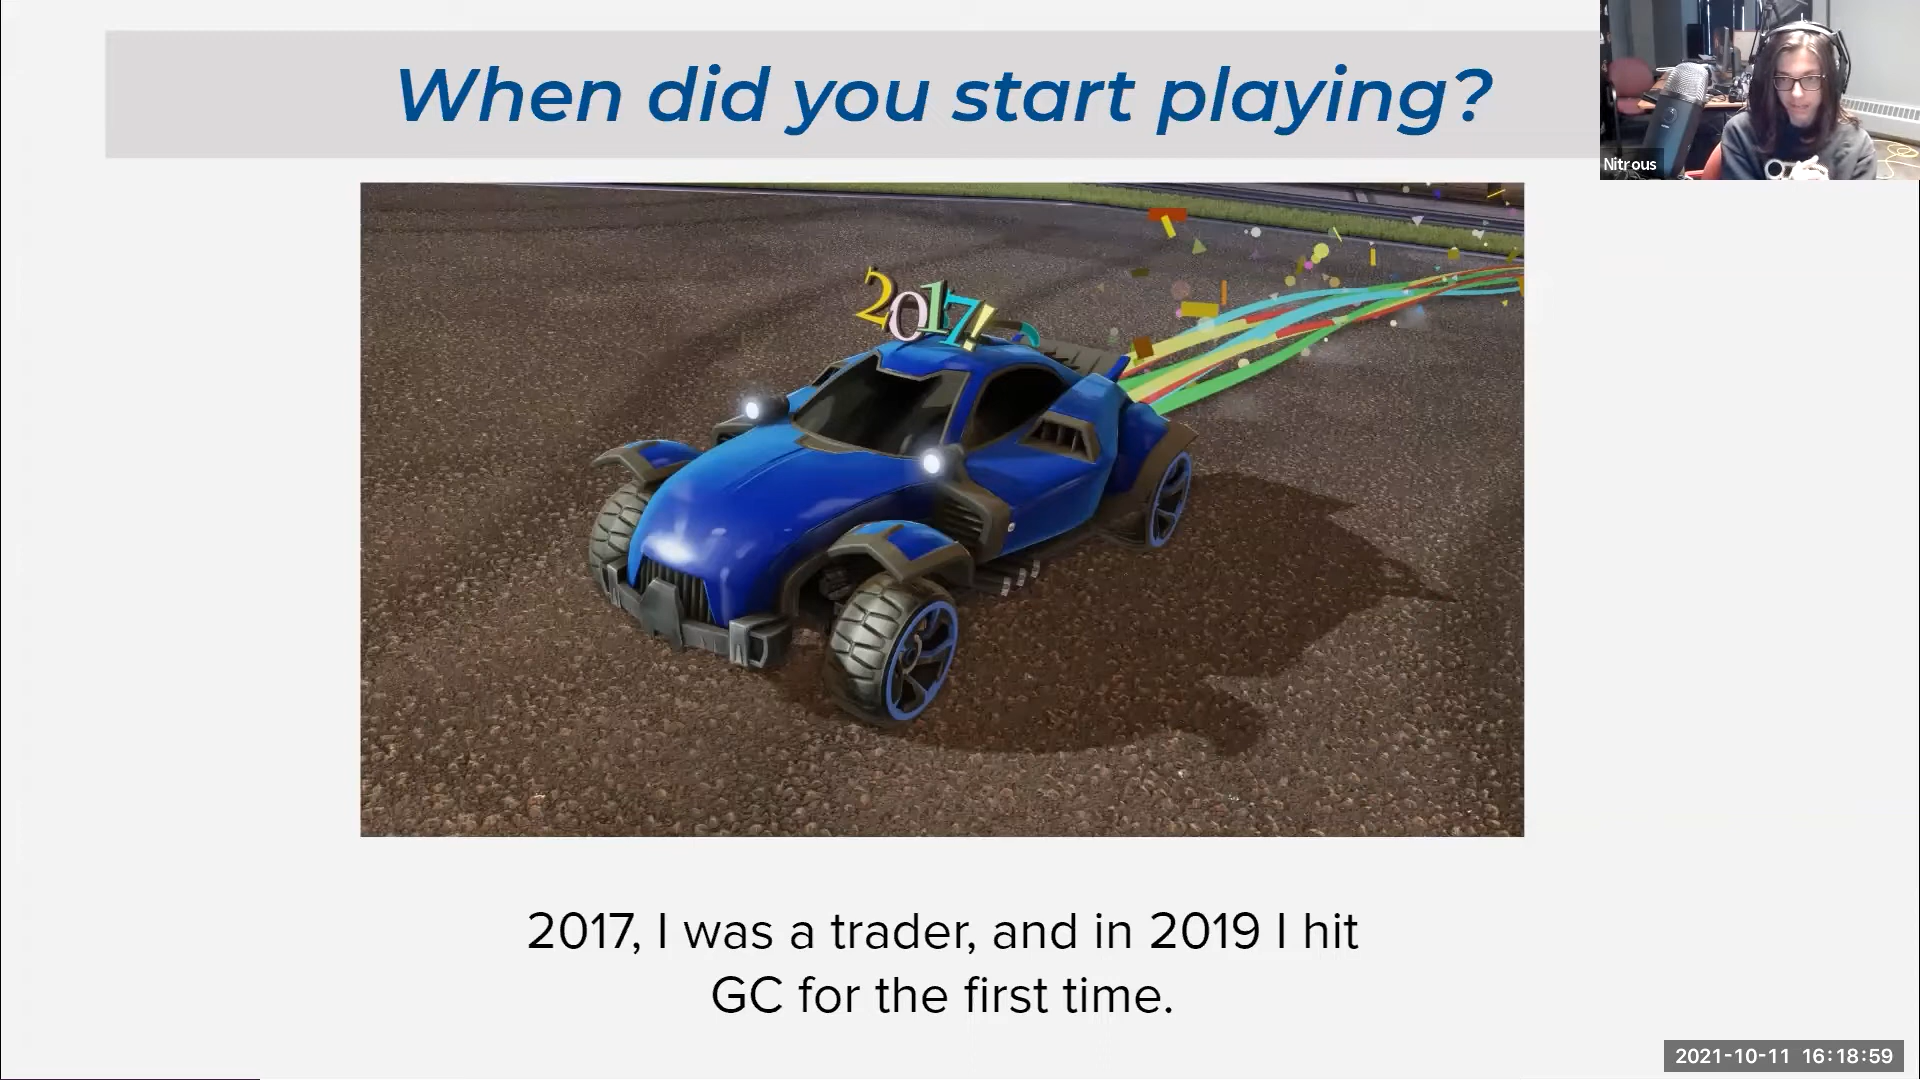 When did you start playing?
Nitrous
2017!
2017, I was a trader, and in 2019 I hit
GC for the first time.
2021-10-11 16:18:59